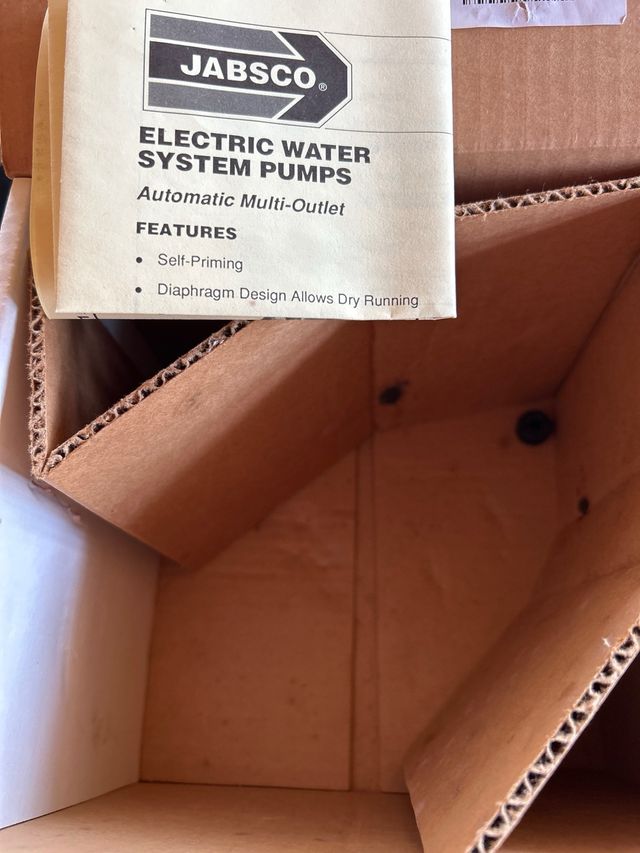 JABSCO®
ELECTRIC WATER
SYSTEM PUMPS
Automatic Multi-Outlet
FEATURES
• Self-Priming
• Diaphragm Design Allows Dry Running